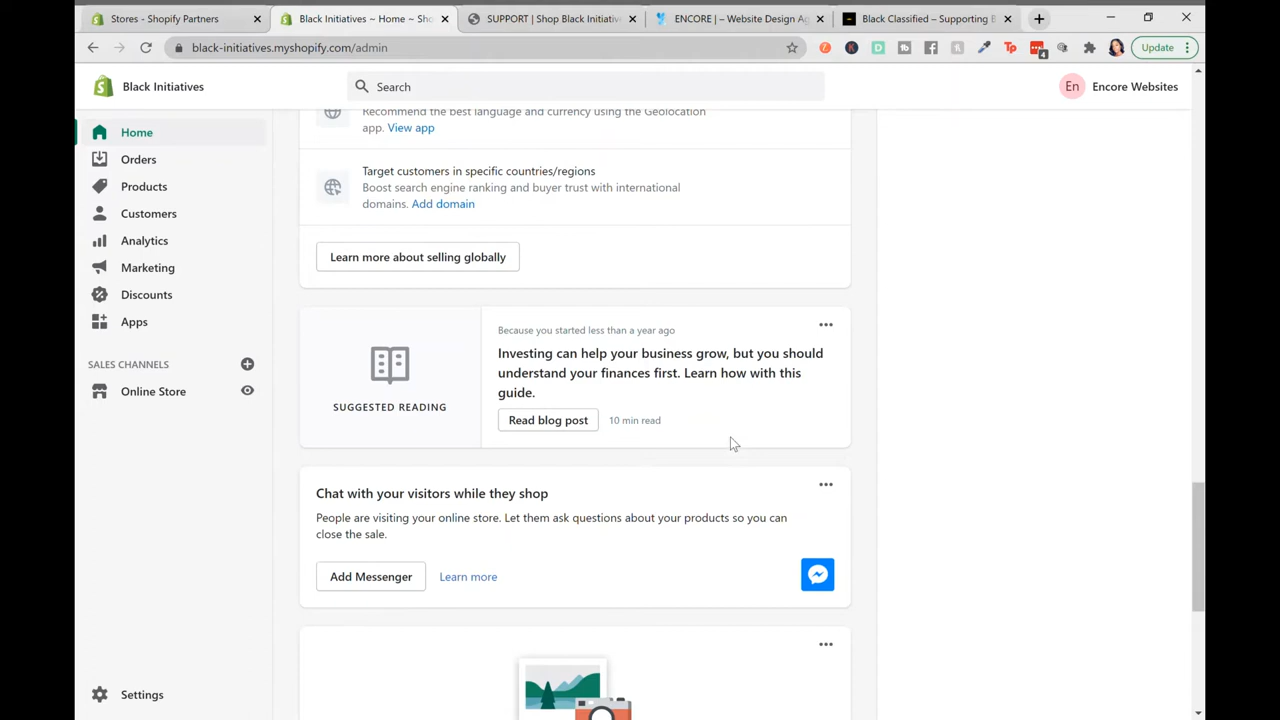 Stores - Shopify Partners
Black Initiatives ~ Home ~ Sho
SUPPORT | Shop Black Initiativ
ENCORE | – Website Design Ag
Black Classified – Supporting B
black-initiatives.myshopify.com/admin
Tp
4
Update
Black Initiatives
Search
En
Encore Websites
Home
Orders
Products
Customers
Analytics
Marketing
Discounts
Apps
SALES CHANNELS
Online Store
Settings
Recommend the best language and currency using the Geolocation
app. View app
Target customers in specific countries/regions
Boost search engine ranking and buyer trust with international
domains. Add domain
Learn more about selling globally
SUGGESTED READING
Because you started less than a year ago
Investing can help your business grow, but you should
understand your finances first. Learn how with this
guide.
Read blog post
10 min read
Chat with your visitors while they shop
People are visiting your online store. Let them ask questions about your products so you can
close the sale.
Add Messenger
Learn more